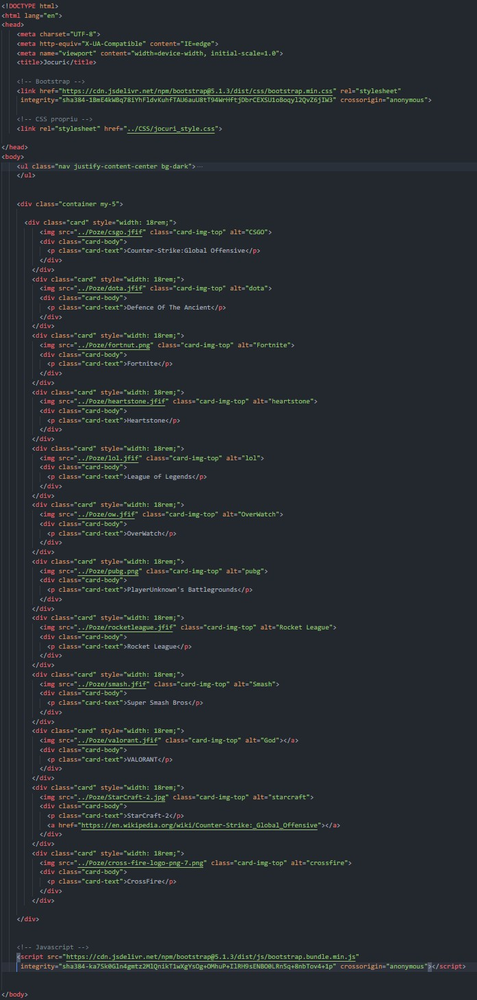 <!DOCTYPE html>
<html lang="en">
<head>
<meta charset="UTF-8">
<meta http-equiv="X-UA-Compatible" content="IE=edge">
<meta name="viewport" content="width=device-width, initial-scale=1.0">
<title>Jocuri</title>
<!-- Bootstrap -->
<link href="https://cdn.jsdelivr.net/npm/bootstrap@5.1.3/dist/css/bootstrap.min.css" rel="stylesheet"
integrity="sha384-1BmE4kWBq78iYhFldvKuhfTAU6auU8tT94WrHftjDbrCEXSU1oBoqyl2QvZ6jIW3" crossorigin="anonymous">
<!-- CSS propriu -->
<link rel="stylesheet" href="../CSS/jocuri_style.css">
</head>
<body>
<ul class="nav justify-content-center bg-dark">···
</ul>
<div class="container my-5">
<div class="card" style="width: 18rem;">
<img src="../Poze/csgo.jfif" class="card-img-top" alt="CSGO">
<div class="card-body">
<p class="card-text">Counter-Strike:Global Offensive</p>
</div>
</div>
<div class="card" style="width: 18rem;">
<img src="../Poze/dota.jfif" class="card-img-top" alt="dota">
<div class="card-body">
<p class="card-text">Defence Of The Ancient</p>
</div>
</div>
<div class="card" style="width: 18rem;">
<img src="../Poze/fortnut.png" class="card-img-top" alt="Fortnite">
<div class="card-body">
<p class="card-text">Fortnite</p>
</div>
</div>
<div class="card" style="width: 18rem;">
<img src="../Poze/heartstone.jfif" class="card-img-top" alt="heartstone">
<div class="card-body">
<p class="card-text">Heartstone</p>
</div>
</div>
<div class="card" style="width: 18rem;">
<img src="../Poze/lol.jfif" class="card-img-top" alt="lol">
<div class="card-body">
<p class="card-text">League of Legends</p>
</div>
</div>
<div class="card" style="width: 18rem;">
<img src="../Poze/ow.jfif" class="card-img-top" alt="OverWatch">
<div class="card-body">
<p class="card-text">OverWatch</p>
</div>
</div>
<div class="card" style="width: 18rem;">
<img src="../Poze/pubg.png" class="card-img-top" alt="pubg">
<div class="card-body">
<p class="card-text">PlayerUnknown's Battlegrounds</p>
</div>
</div>
<div class="card" style="width: 18rem;">
<img src="../Poze/rocketleague.jfif" class="card-img-top" alt="Rocket League">
<div class="card-body">
<p class="card-text">Rocket League</p>
</div>
</div>
<div class="card" style="width: 18rem;">
<img src="../Poze/smash.jfif" class="card-img-top" alt="Smash">
<div class="card-body">
<p class="card-text">Super Smash Bros</p>
</div>
</div>
<div class="card" style="width: 18rem;">
<img src="../Poze/valorant.jfif" class="card-img-top" alt="God"></a>
<div class="card-body">
<p class="card-text">VALORANT</p>
</div>
</div>
<div class="card" style="width: 18rem;">
<img src="../Poze/StarCraft-2.jpg" class="card-img-top" alt="starcraft">
<div class="card-body">
<p class="card-text">StarCraft-2</p>
<a href="https://en.wikipedia.org/wiki/Counter-Strike:_Global_Offensive"></a>
</div>
</div>
<div class="card" style="width: 18rem;">
<img src="../Poze/cross-fire-logo-png-7.png" class="card-img-top" alt="crossfire">
<div class="card-body">
<p class="card-text">CrossFire</p>
</div>
</div>
</div>
<!-- Javascript -->
<script src="https://cdn.jsdelivr.net/npm/bootstrap@5.1.3/dist/js/bootstrap.bundle.min.js"
integrity="sha384-ka7Sk0Gln4gmtz2MlQnikT1wXgYsOg+OMhuP+IlRH9sENBO0LRn5q+8nbTov4+1p" crossorigin="anonymous"></script>
</body>